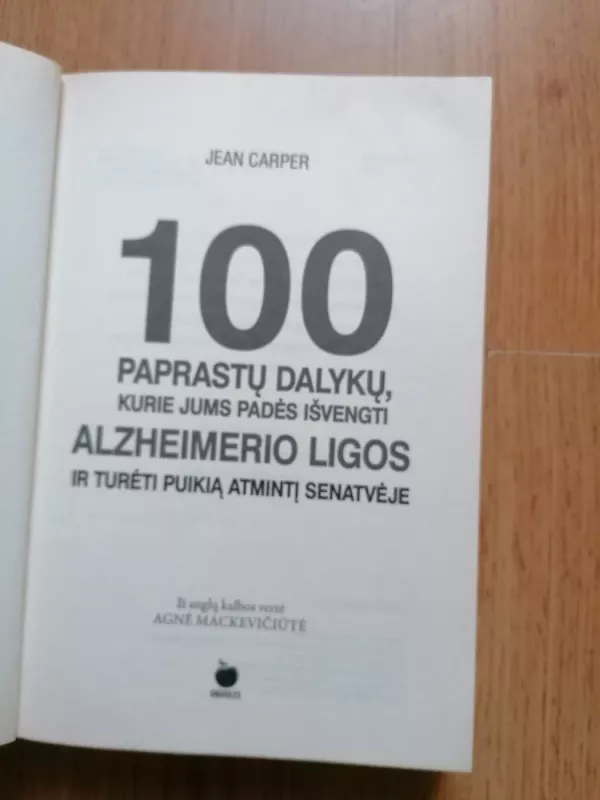 JEAN CARPER
100
PAPRASTŲ DALYKŲ,
KURIE JUMS PADĖS IŠVENGTI
ALZHEIMERIO LIGOS
IR TURĖTI PUIKIĄ ATMINTĮ SENATVĖJE
Iš anglų kalbos vertė
AGNĖ MACKEVIČIŪTĖ